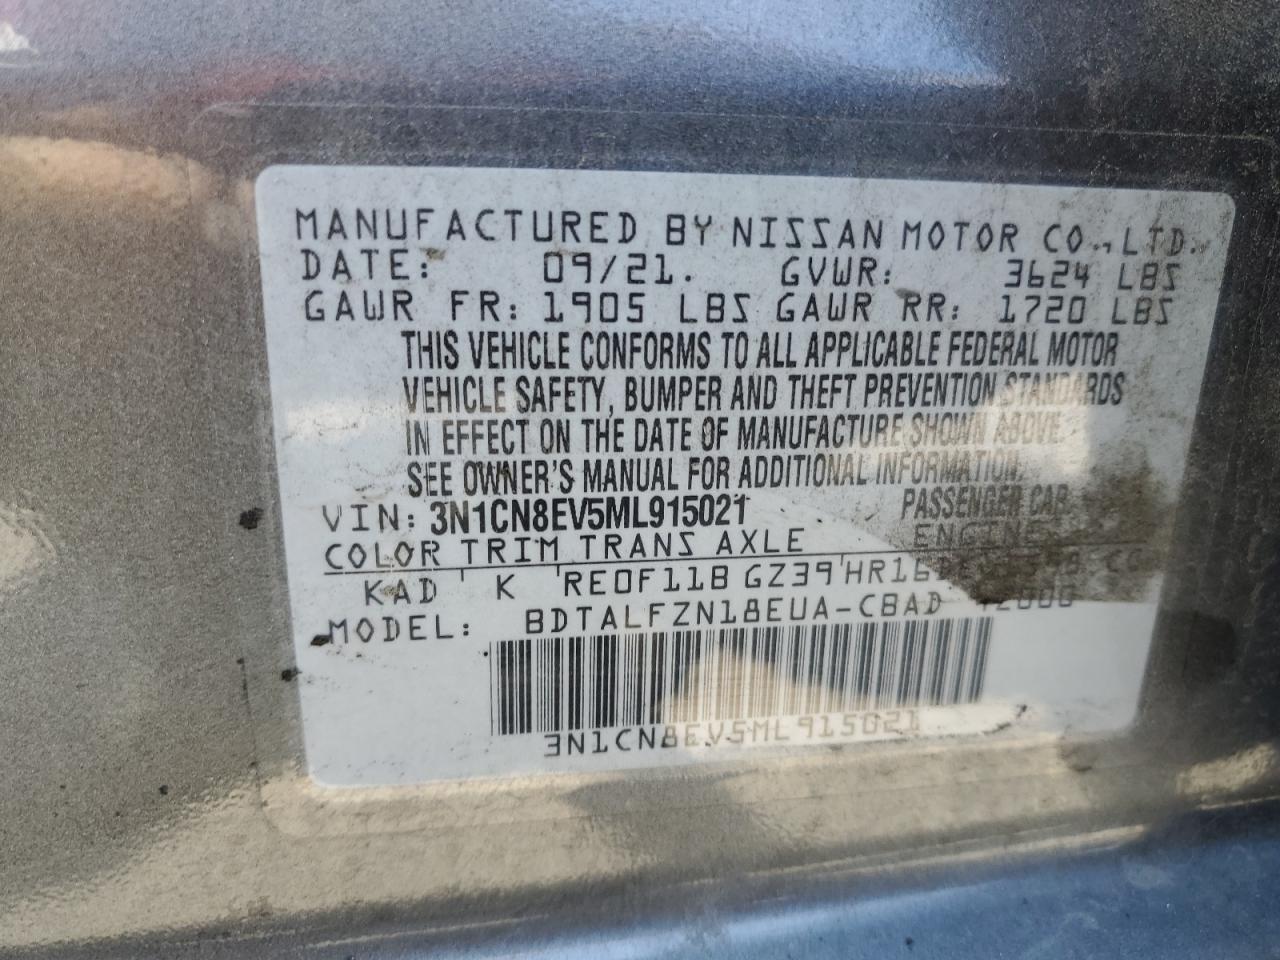 MANUFACTURED BY NISSAN MOTOR CO., LTD.
DATE: 09/21. GVWR: 3624 LBS
GAWR FR: 1905 LBS GAWR RR: 1720 LBS
THIS VEHICLE CONFORMS TO ALL APPLICABLE FEDERAL MOTOR
VEHICLE SAFETY, BUMPER AND THEFT PREVENTION STANDARDS
IN EFFECT ON THE DATE OF MANUFACTURE SHOWN ABOVE.
SEE OWNER'S MANUAL FOR ADDITIONAL INFORMATION.
VIN: 3N1CN8EV5ML915021 PASSENGER CAR
COLOR TRIM TRANS AXLE ENGINE
KAD K RE0F11B GZ39
MODEL: BDTALFZN18EUA-CBAD
3N1CN8EV5ML915021